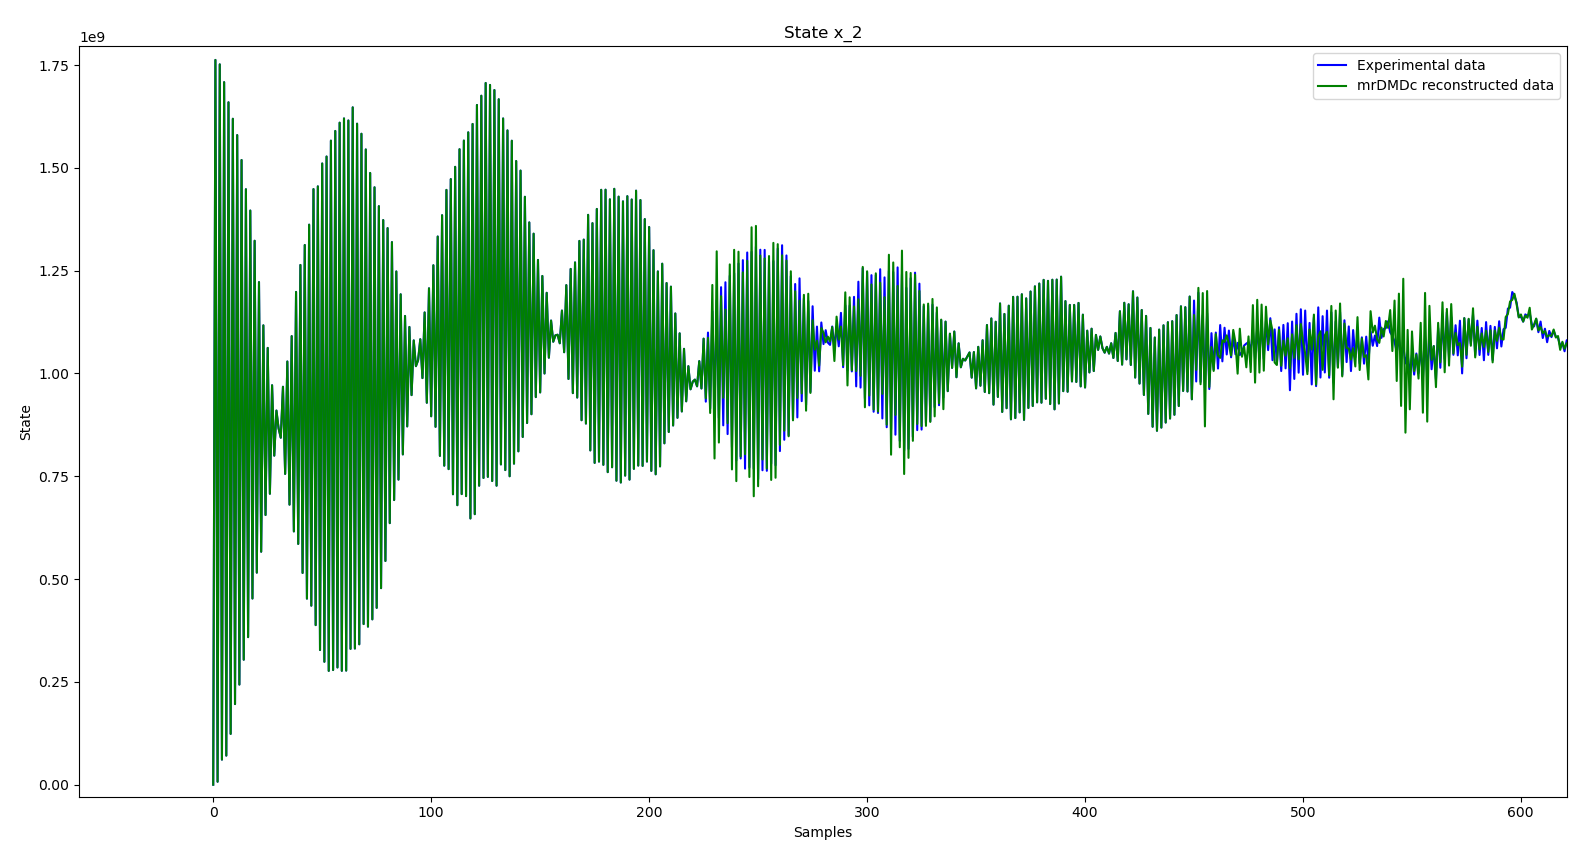 State x_2
1e9
Experimental data
mrDMDc reconstructed data
1.75
1.50
1.25
1.00
0.75
0.50
0.25
0.00
State
0 100 200 300 400 500 600
Samples